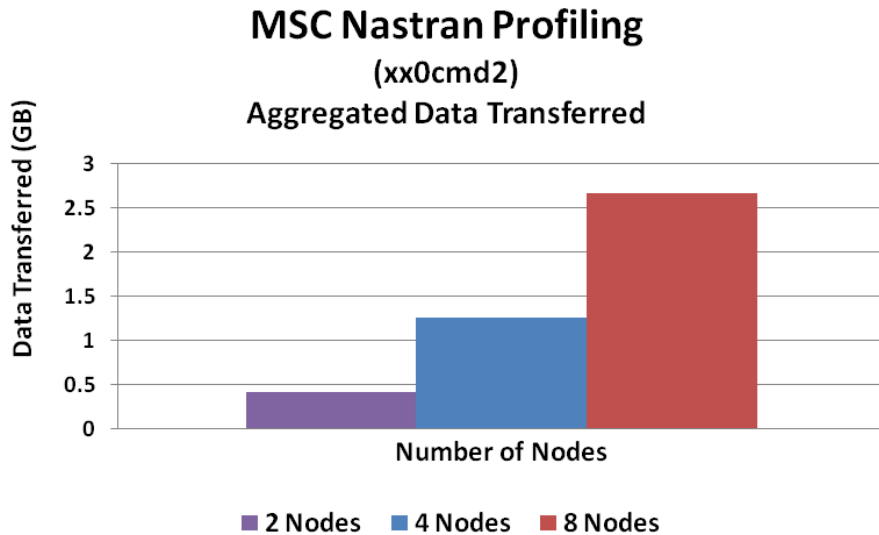 MSC Nastran Profiling
(xx0cmd2)
Aggregated Data Transferred
Data Transferred (GB)
3
2.5
2
1.5
1
0.5
0
Number of Nodes
2 Nodes 4 Nodes 8 Nodes